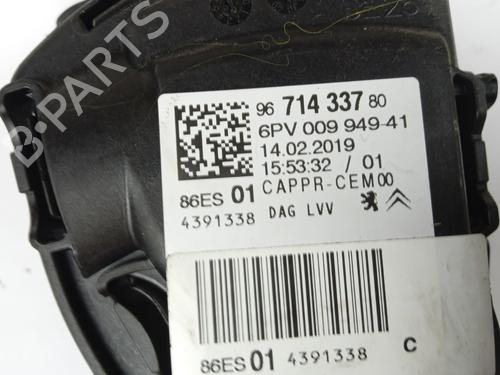 96 714 337 80
6PV 009 949-41
14.02.2019
15:53:32 / 01
86ES 01 CAPPR-CEM00
4391338 DAG LVV
86ES 01 4391338 C